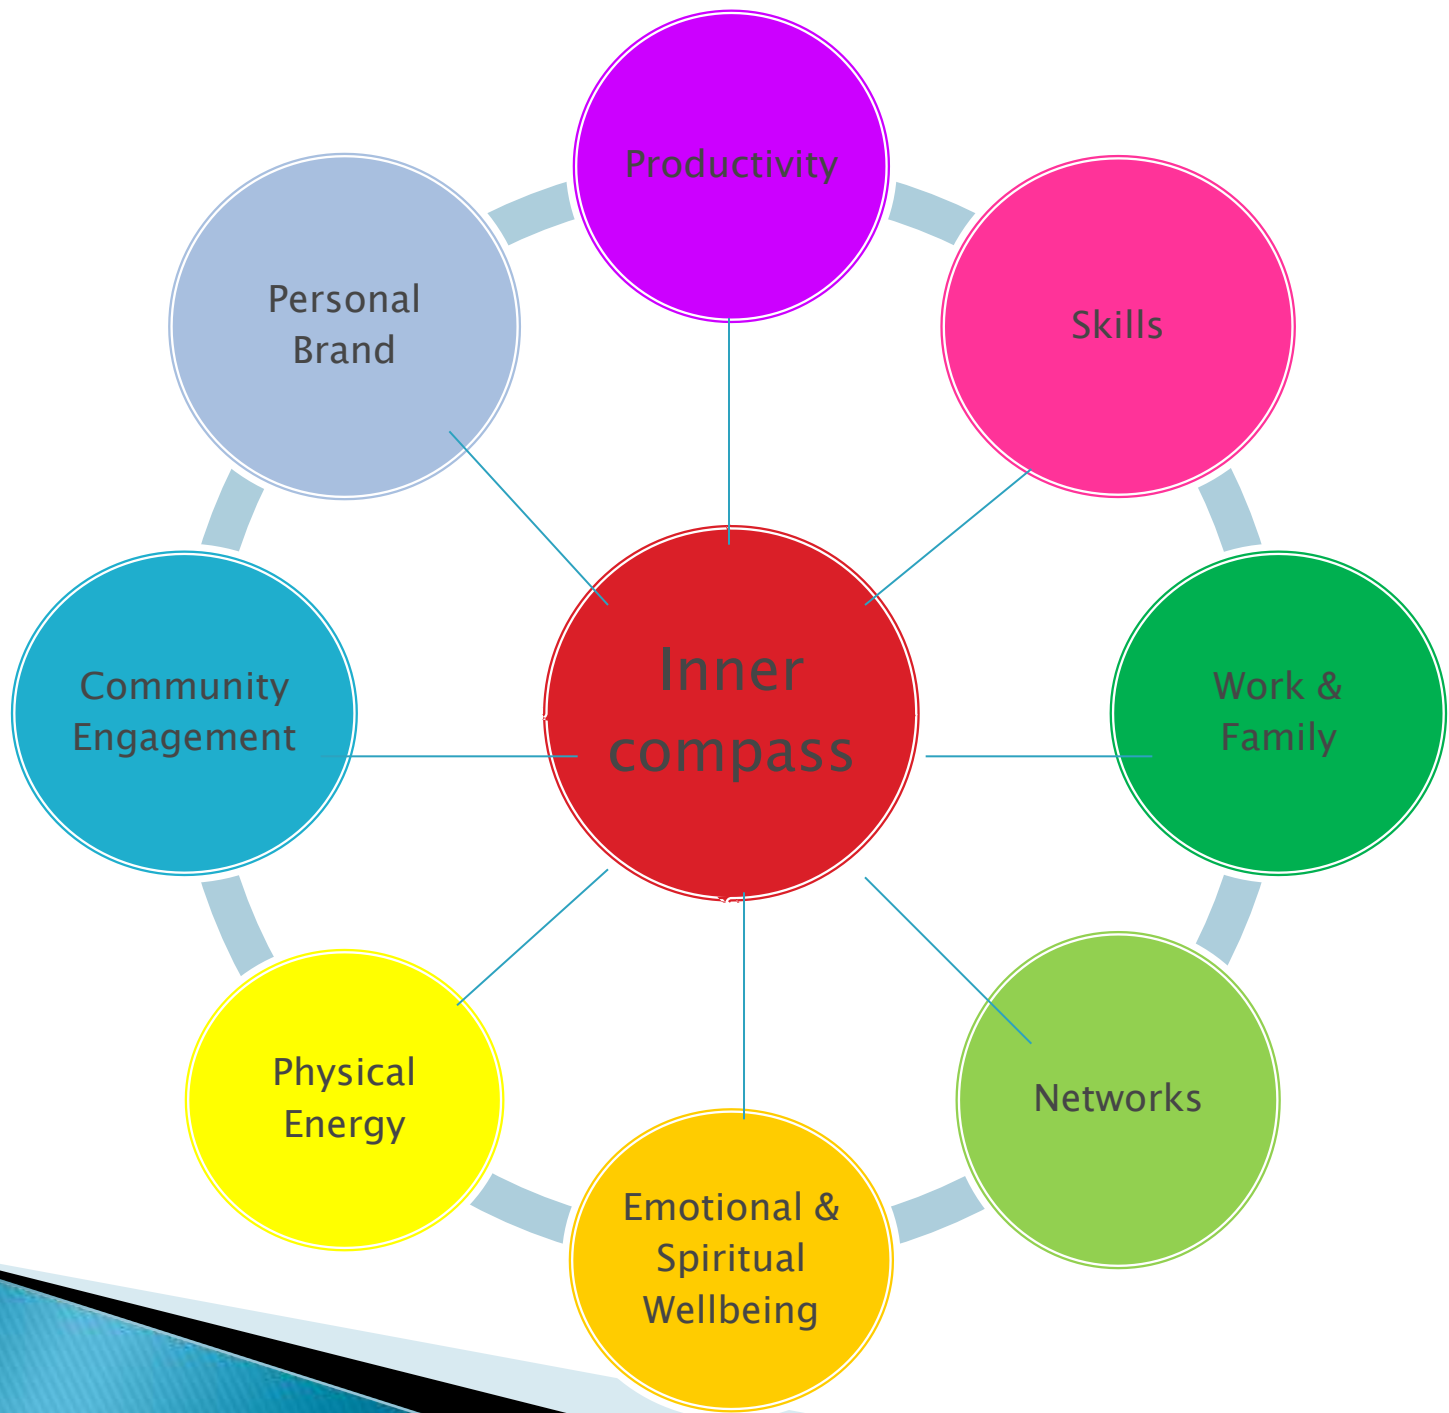 Productivity
Personal
Brand
Skills
Inner
compass
Community
Engagement
Work &
Family
Physical
Energy
Networks
Emotional &
Spiritual
Wellbeing